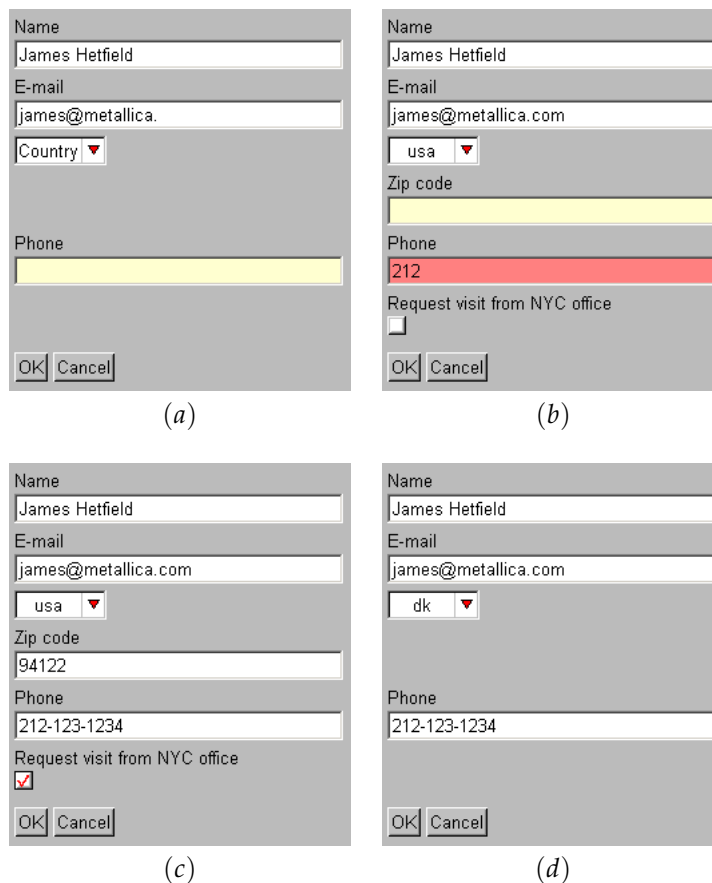 Name
James Hetfield
E-mail
james@metallica.
Country
Phone
OK Cancel
(a)
Name
James Hetfield
E-mail
james@metallica.com
usa
Zip code
Phone
212
Request visit from NYC office
OK Cancel
(b)
Name
James Hetfield
E-mail
james@metallica.com
usa
Zip code
94122
Phone
212-123-1234
Request visit from NYC office
OK Cancel
(c)
Name
James Hetfield
E-mail
james@metallica.com
dk
Phone
212-123-1234
OK Cancel
(d)